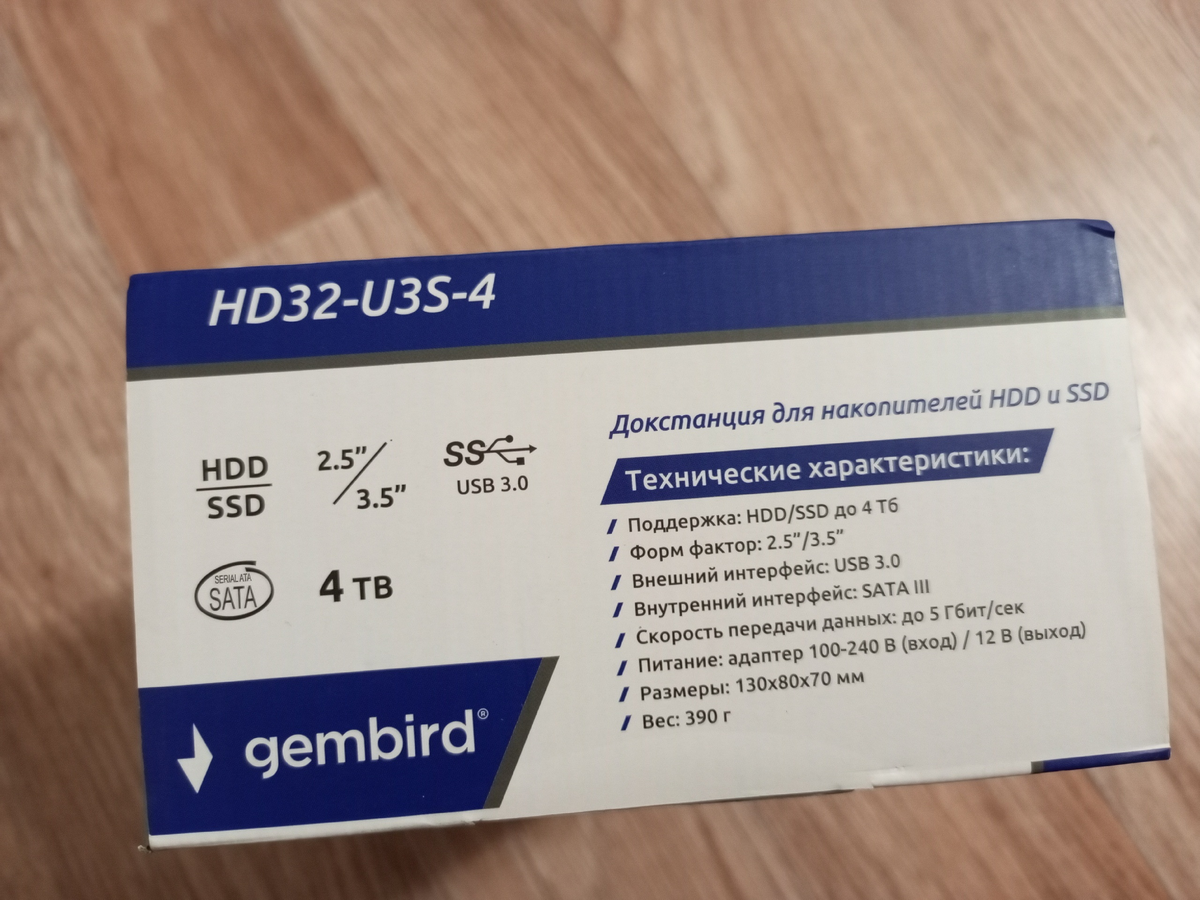 HD32-U3S-4
HDD
SSD
2.5”/3.5”
SS
USB 3.0
SERIAL ATA
SATA
4 TB
gembird®
Докстанция для накопителей HDD и SSD
Технические характеристики:
Поддержка: HDD/SSD до 4 Тб
Форм фактор: 2.5”/3.5”
Внешний интерфейс: USB 3.0
Внутренний интерфейс: SATA III
Скорость передачи данных: до 5 Гбит/сек
Питание: адаптер 100-240 В (вход) / 12 В (выход)
Размеры: 130x80x70 мм
Вес: 390 г